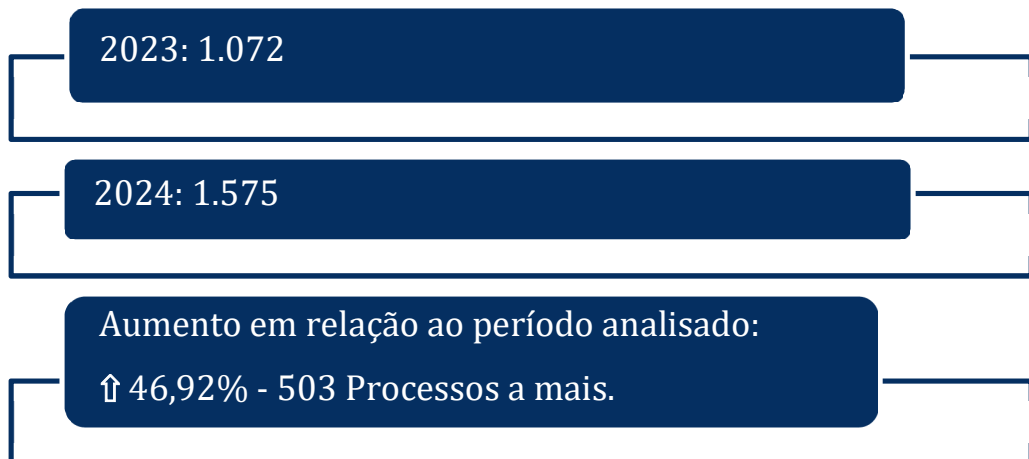 2023: 1.072
2024: 1.575
Aumento em relação ao período analisado:
⇧ 46,92% - 503 Processos a mais.